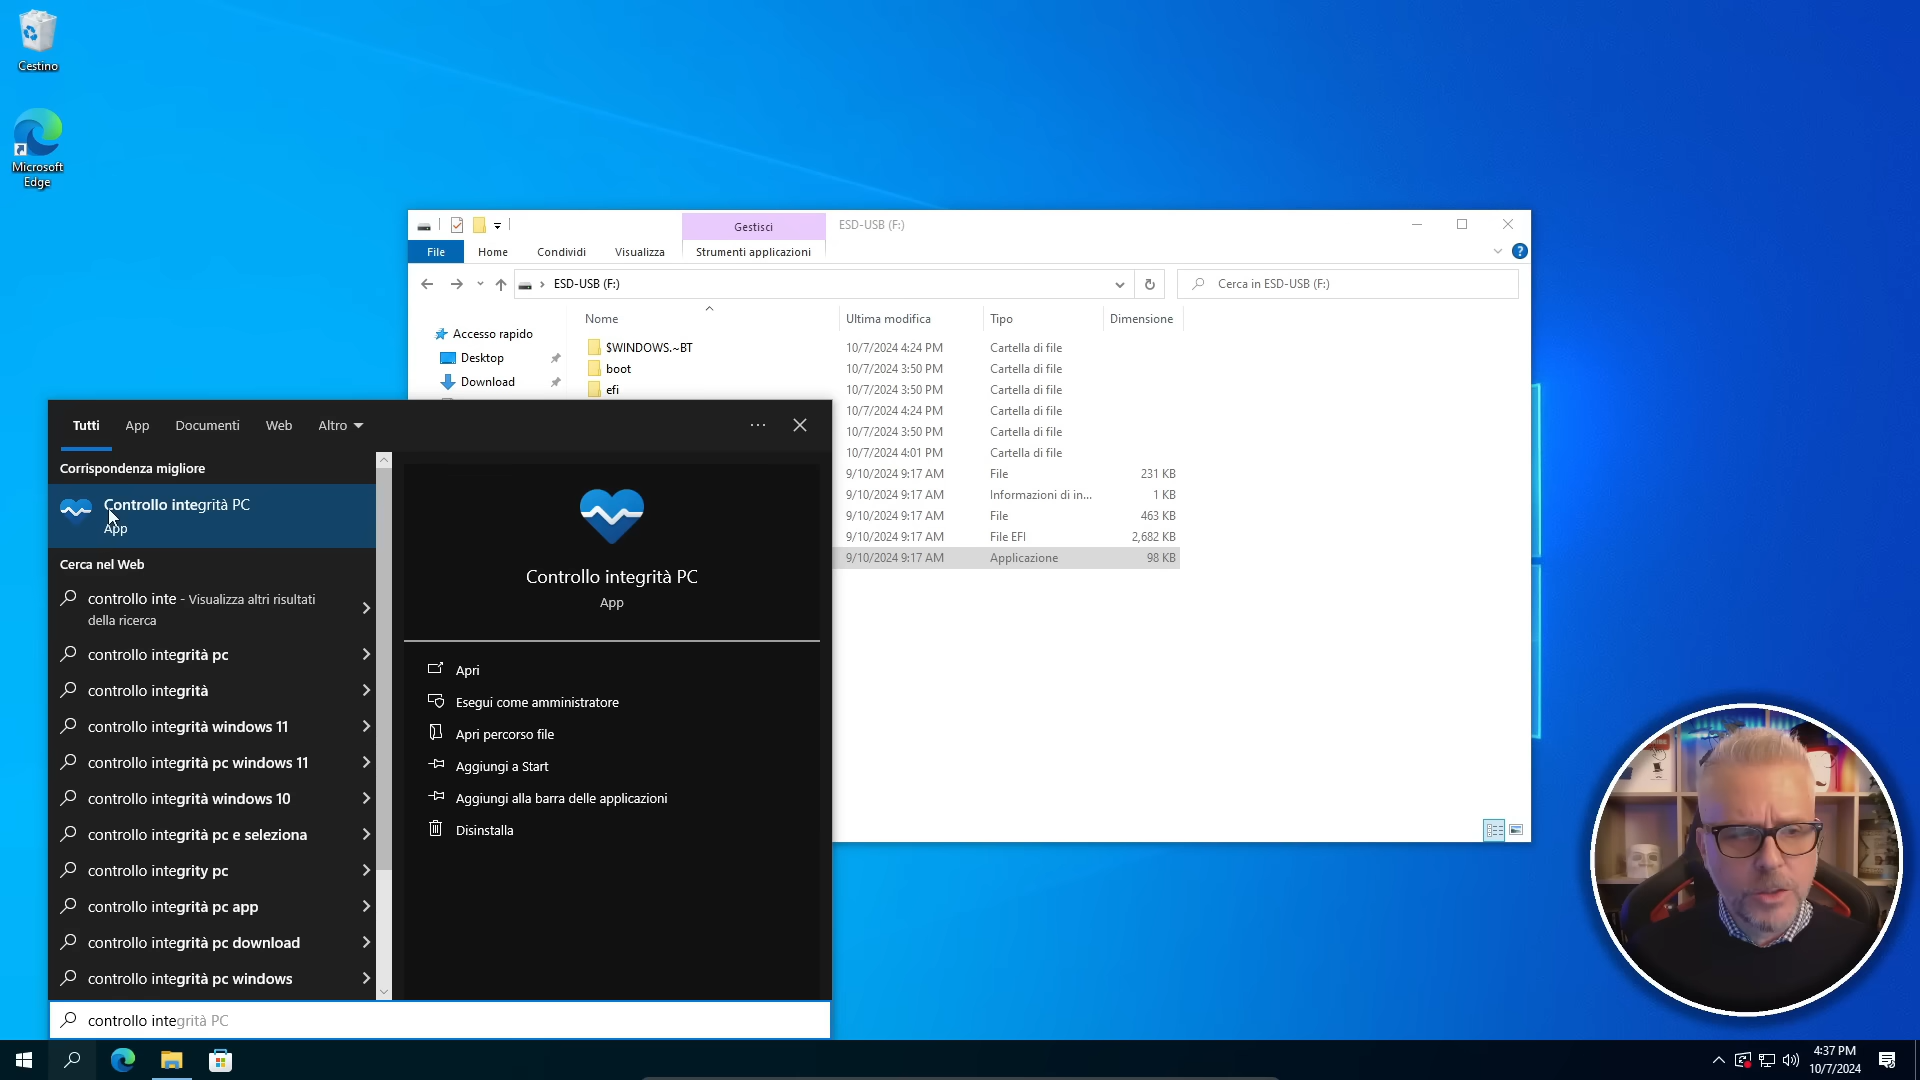 Cestino
Microsoft
Edge
Gestisci
ESD-USB (F:)
File
Home
Condividi
Visualizza
Strumenti applicazioni
ESD-USB (F:)
Cerca in ESD-USB (F:)
Nome
Ultima modifica
Tipo
Dimensione
Accesso rapido
Desktop
Download
$WINDOWS.~BT 10/7/2024 4:24 PM Cartella di file
boot 10/7/2024 3:50 PM Cartella di file
efi 10/7/2024 3:50 PM Cartella di file
10/7/2024 4:24 PM Cartella di file
10/7/2024 3:50 PM Cartella di file
10/7/2024 4:01 PM Cartella di file
9/10/2024 9:17 AM File 231 KB
9/10/2024 9:17 AM Informazioni di in... 1 KB
9/10/2024 9:17 AM File 463 KB
9/10/2024 9:17 AM File EFI 2,682 KB
9/10/2024 9:17 AM Applicazione 98 KB
Tutti
App
Documenti
Web
Altro
Corrispondenza migliore
Controllo integrità PC
App
Cerca nel Web
controllo inte - Visualizza altri risultati
della ricerca
controllo integrità pc
controllo integrità
controllo integrità windows 11
controllo integrità pc windows 11
controllo integrità windows 10
controllo integrità pc e seleziona
controllo integrity pc
controllo integrità pc app
controllo integrità pc download
controllo integrità pc windows
Controllo integrità PC
App
Apri
Esegui come amministratore
Apri percorso file
Aggiungi a Start
Aggiungi alla barra delle applicazioni
Disinstalla
controllo integrità PC
4:37 PM
10/7/2024